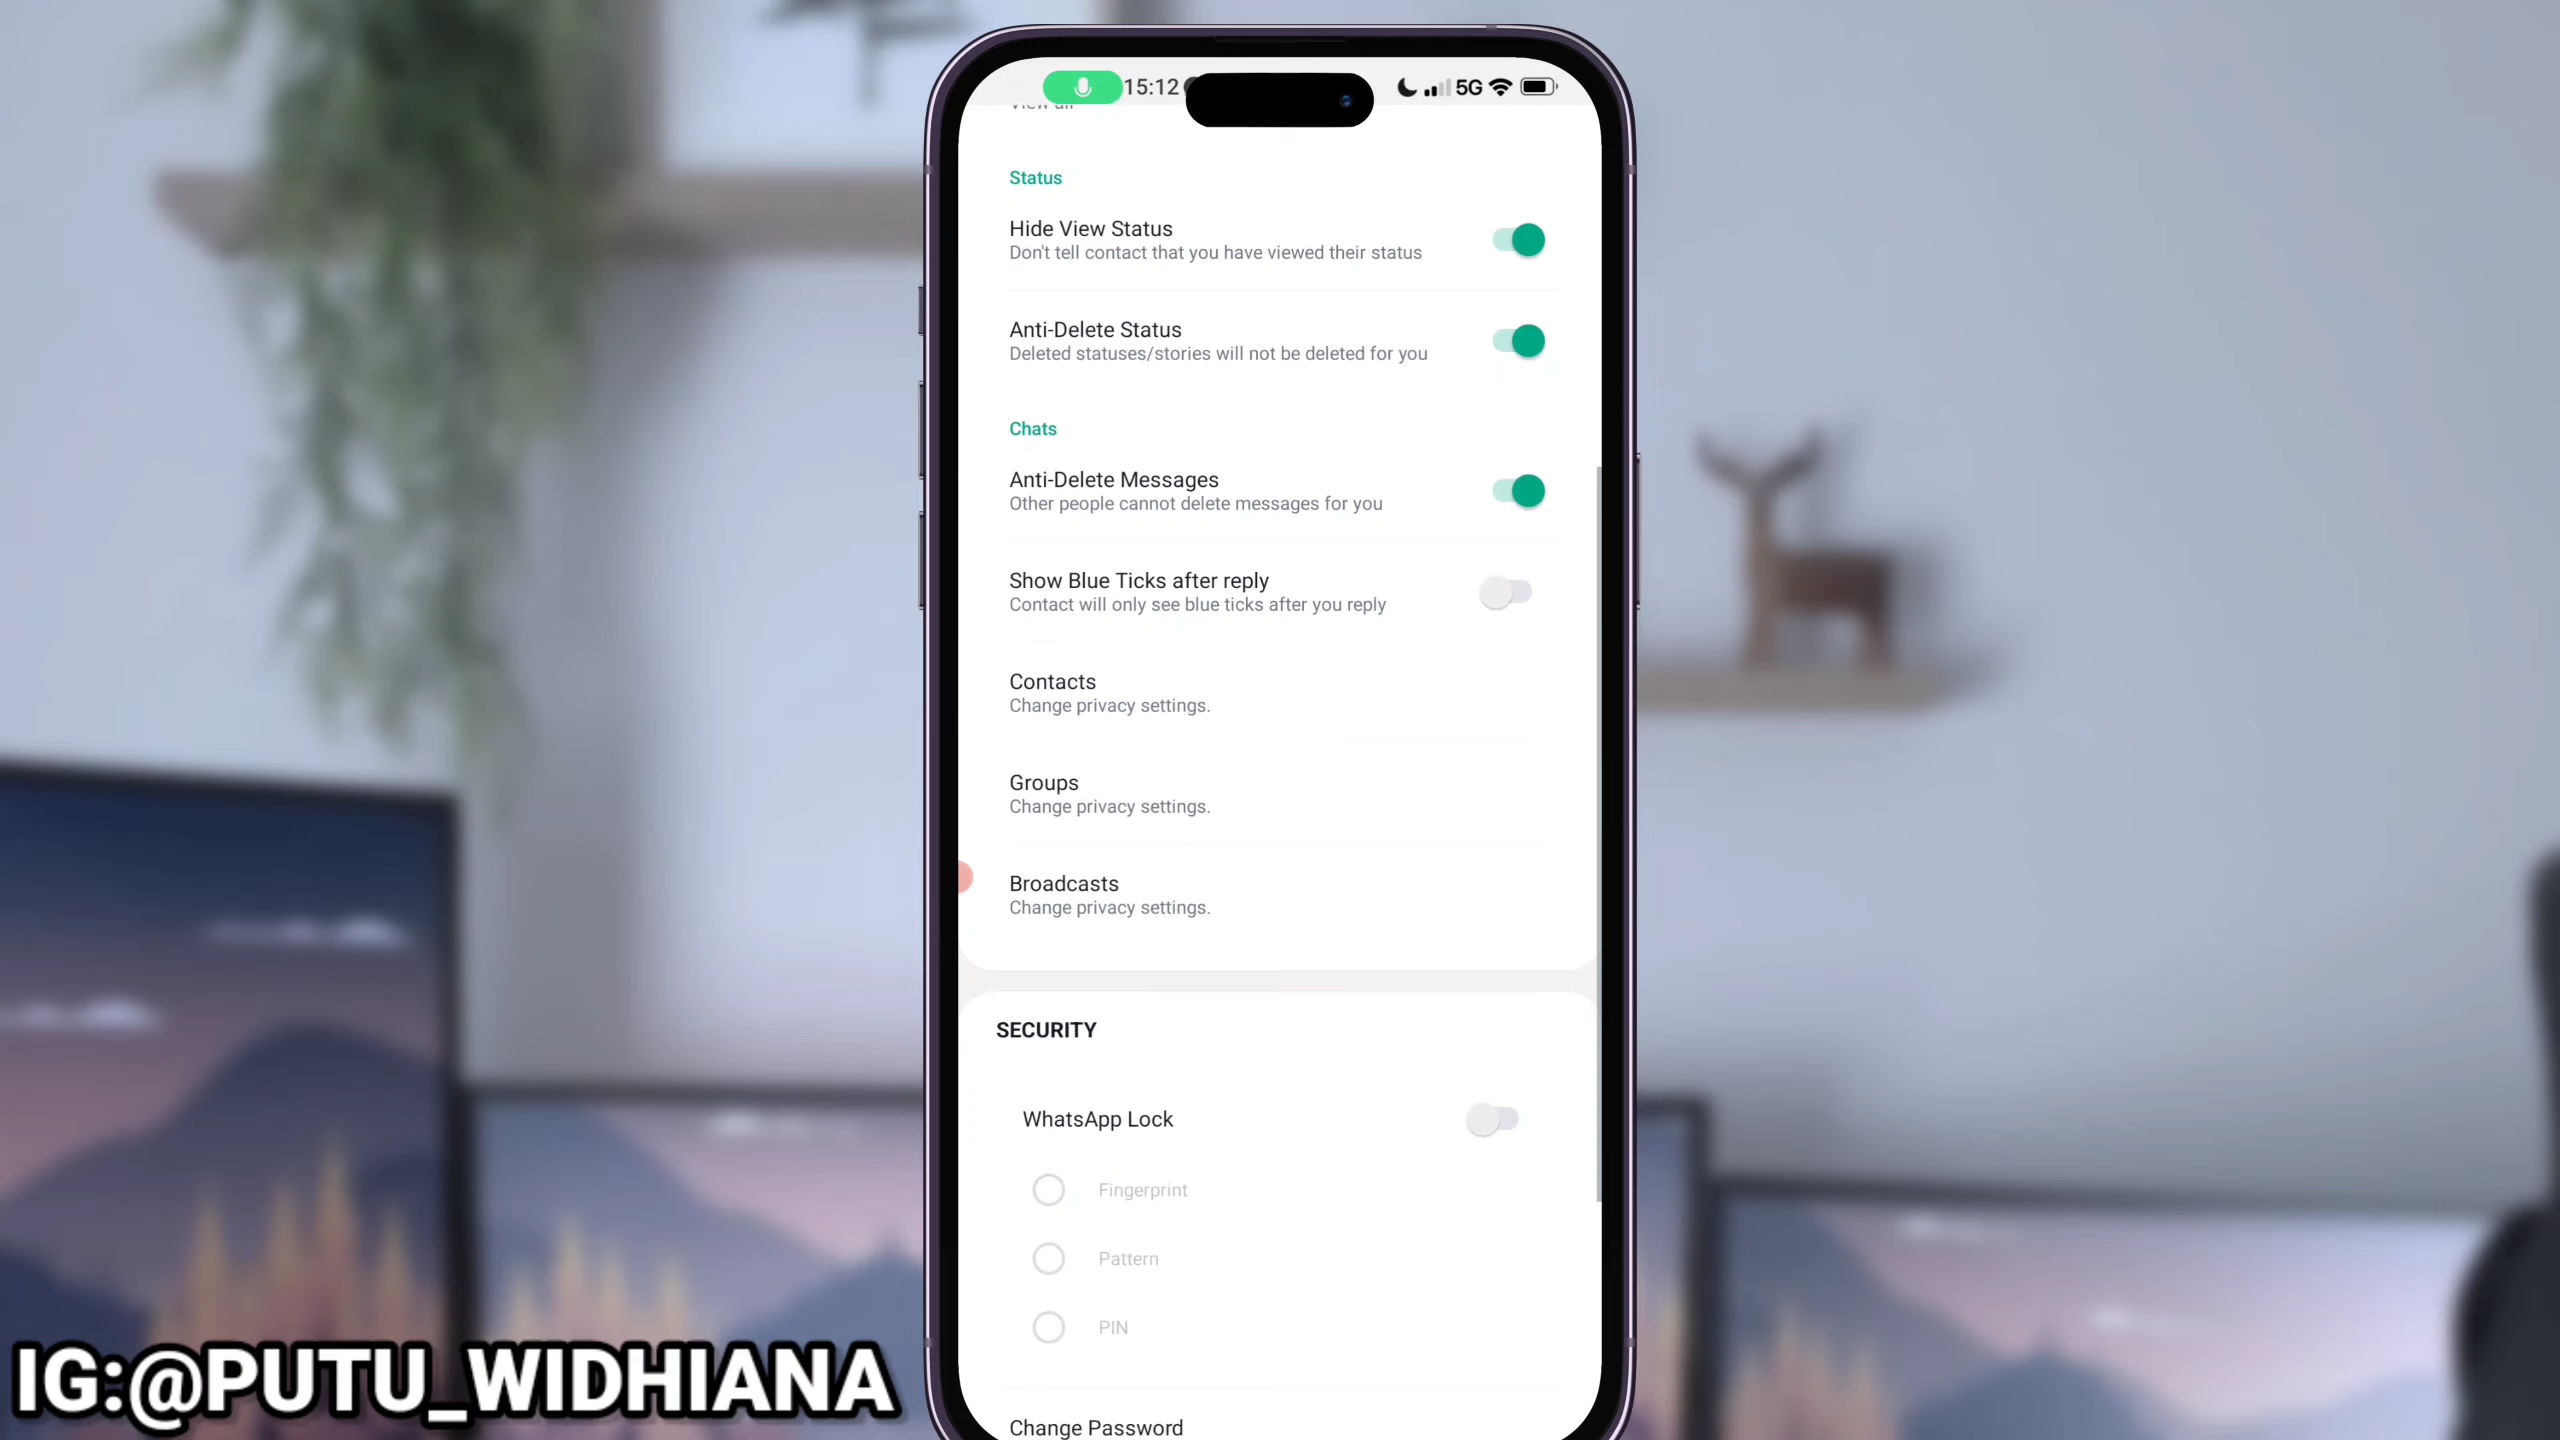 15:12
5G
View all
Status
Hide View Status
Don't tell contact that you have viewed their status
Anti-Delete Status
Deleted statuses/stories will not be deleted for you
Chats
Anti-Delete Messages
Other people cannot delete messages for you
Show Blue Ticks after reply
Contact will only see blue ticks after you reply
Contacts
Change privacy settings.
Groups
Change privacy settings.
Broadcasts
Change privacy settings.
SECURITY
WhatsApp Lock
Fingerprint
Pattern
PIN
Change Password
IG:@PUTU_WIDHIANA